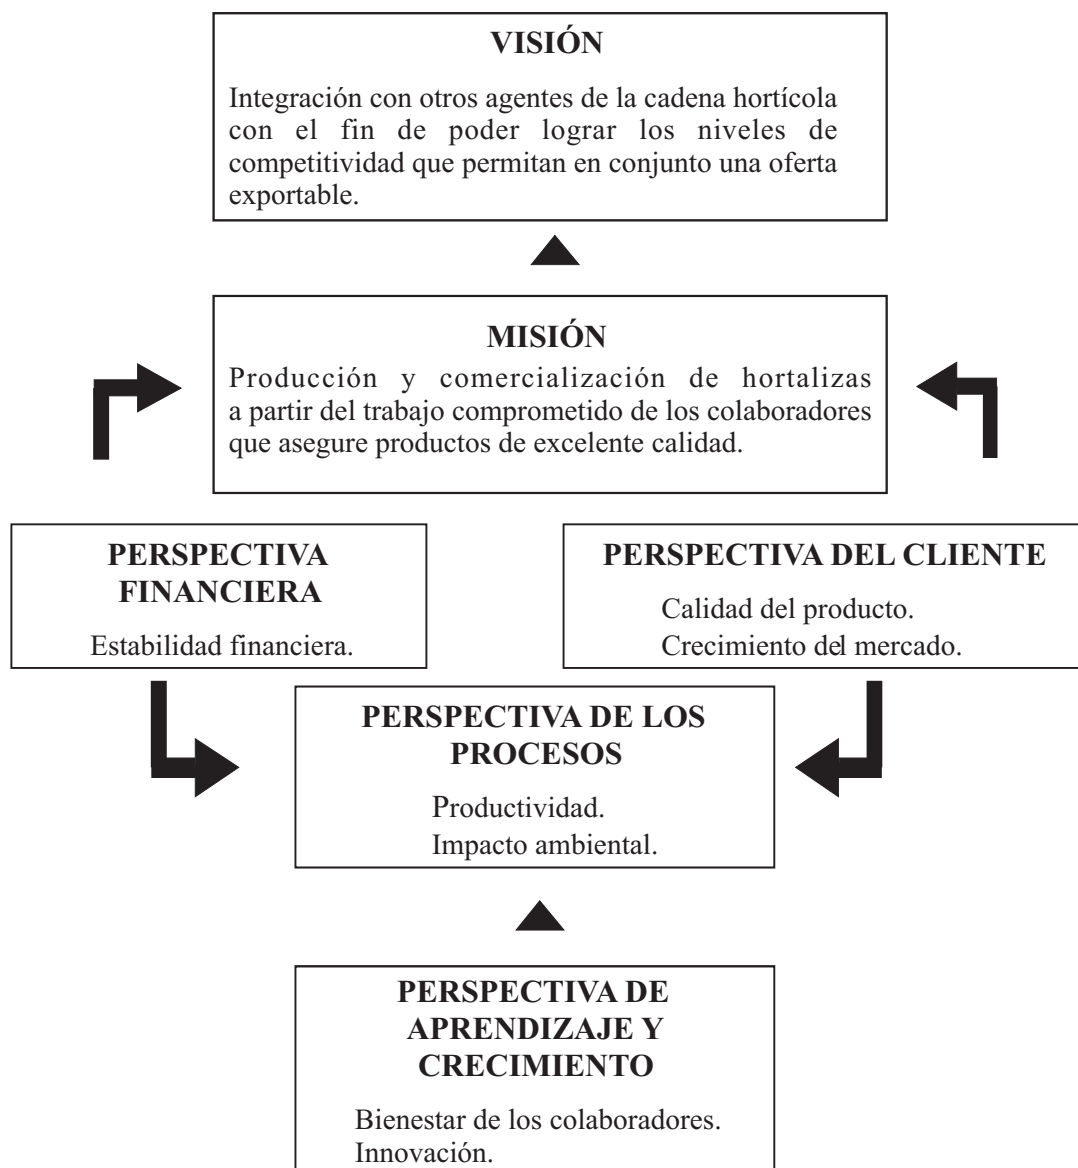 VISIÓN
Integración con otros agentes de la cadena hortícola
con el fin de poder lograr los niveles de
competitividad que permitan en conjunto una oferta
exportable.
MISIÓN
Producción y comercialización de hortalizas
a partir del trabajo comprometido de los colaboradores
que asegure productos de excelente calidad.
PERSPECTIVA
FINANCIERA
Estabilidad financiera.
PERSPECTIVA DEL CLIENTE
Calidad del producto.
Crecimiento del mercado.
PERSPECTIVA DE LOS
PROCESOS
Productividad.
Impacto ambiental.
PERSPECTIVA DE
APRENDIZAJE Y
CRECIMIENTO
Bienestar de los colaboradores.
Innovación.